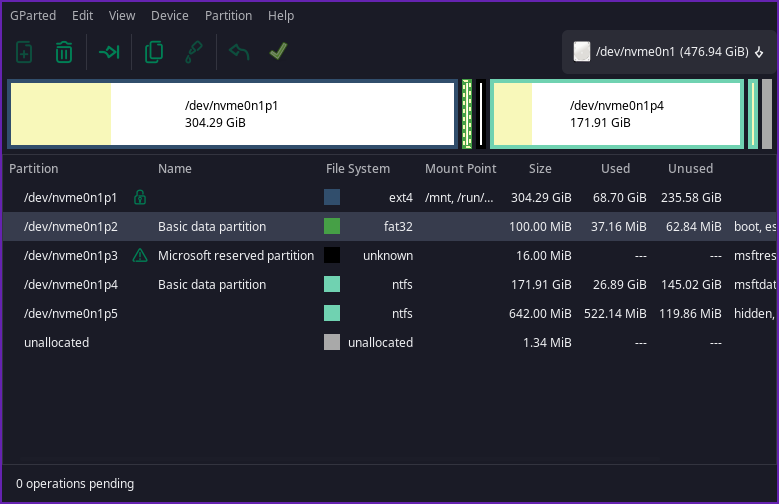 GParted Edit View Device Partition Help
/dev/nvme0n1 (476.94 GiB)
/dev/nvme0n1p1
304.29 GiB
/dev/nvme0n1p4
171.91 GiB
Partition Name File System Mount Point Size Used Unused
/dev/nvme0n1p1 ext4 /mnt, /run/... 304.29 GiB 68.70 GiB 235.58 GiB
/dev/nvme0n1p2 Basic data partition fat32 100.00 MiB 37.16 MiB 62.84 MiB boot, es
/dev/nvme0n1p3 Microsoft reserved partition unknown 16.00 MiB --- --- msftres
/dev/nvme0n1p4 Basic data partition ntfs 171.91 GiB 26.89 GiB 145.02 GiB msftdat
/dev/nvme0n1p5 ntfs 642.00 MiB 522.14 MiB 119.86 MiB hidden,
unallocated unallocated 1.34 MiB --- ---
0 operations pending